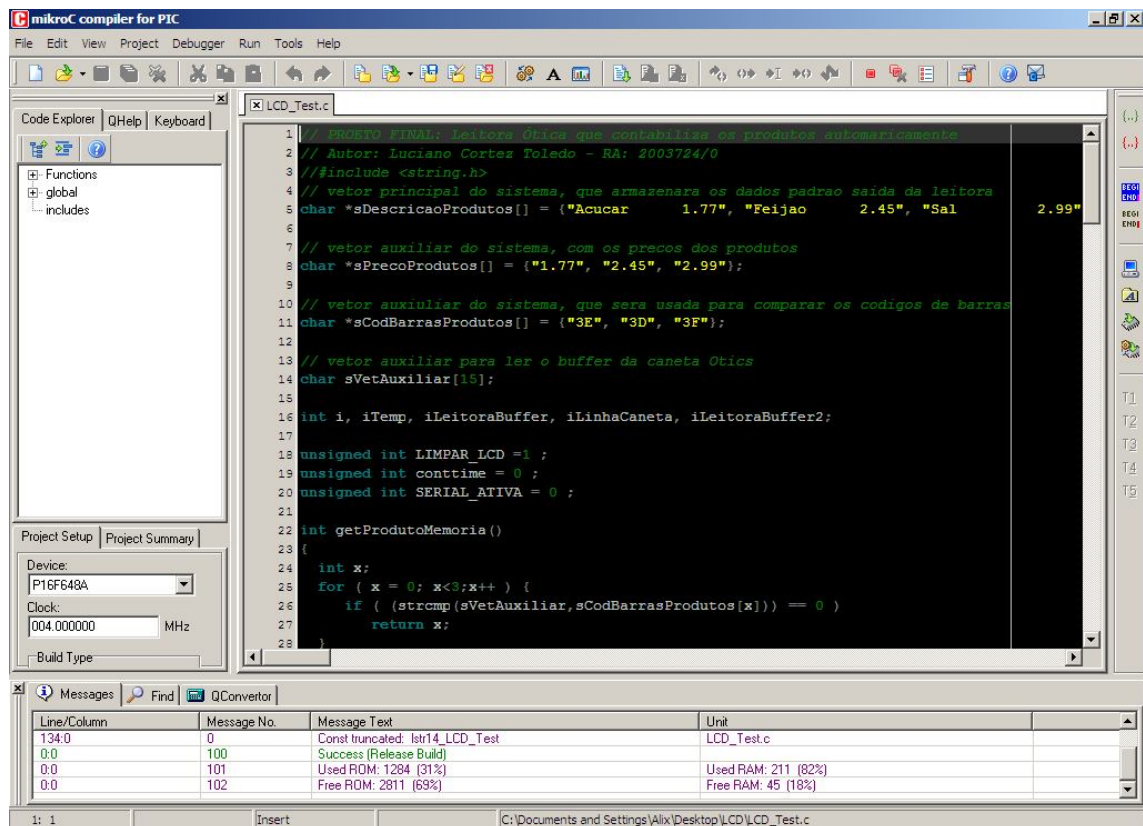 mikroC compiler for PIC
File Edit View Project Debugger Run Tools Help
Code Explorer QHelp Keyboard
Functions
global
includes
Project Setup Project Summary
Device:
P16F648A
Clock:
004.000000 MHz
Build Type
LCD_Test.c
1 // PROETO FINAL: Leitora Ótica que contabiliza os produtos automaricamente
2 // Autor: Luciano Cortez Toledo - RA: 2003724/0
3 //#include <string.h>
4 // vetor principal do sistema, que armazenara os dados padrao saida da leitora
5 char *sDescricaoProdutos[] = {"Acucar 1.77", "Feijao 2.45", "Sal 2.99"
6
7 // vetor auxiliar do sistema, com os precos dos produtos
8 char *sPrecoProdutos[] = {"1.77", "2.45", "2.99"};
9
10 // vetor auxiuliar do sistema, que sera usada para comparar os codigos de barras
11 char *sCodBarrasProdutos[] = {"3E", "3D", "3F"};
12
13 // vetor auxiliar para ler o buffer da caneta Otics
14 char sVetAuxiliar[15];
15
16 int i, iTemp, iLeitoraBuffer, iLinhaCaneta, iLeitoraBuffer2;
17
18 unsigned int LIMPAR_LCD =1 ;
19 unsigned int conttime = 0 ;
20 unsigned int SERIAL_ATIVA = 0 ;
21
22 int getProdutoMemoria()
23 {
24 int x;
25 for ( x = 0; x<3;x++ ) {
26 if ( (strcmp(sVetAuxiliar,sCodBarrasProdutos[x])) == 0 )
27 return x;
28 }
{..}
{..}
BEGI
END!
BEGI
END!
T1
T2
T3
T4
T5
Messages Find QConvertor
Line/Column Message No. Message Text Unit
134:0 0 Const truncated: lstr14_LCD_Test LCD_Test.c
0:0 100 Success (Release Build)
0:0 101 Used ROM: 1284 (31%) Used RAM: 211 (82%)
0:0 102 Free ROM: 2811 (69%) Free RAM: 45 (18%)
1: 1 Insert C:\Documents and Settings\Alix\Desktop\LCD\LCD_Test.c